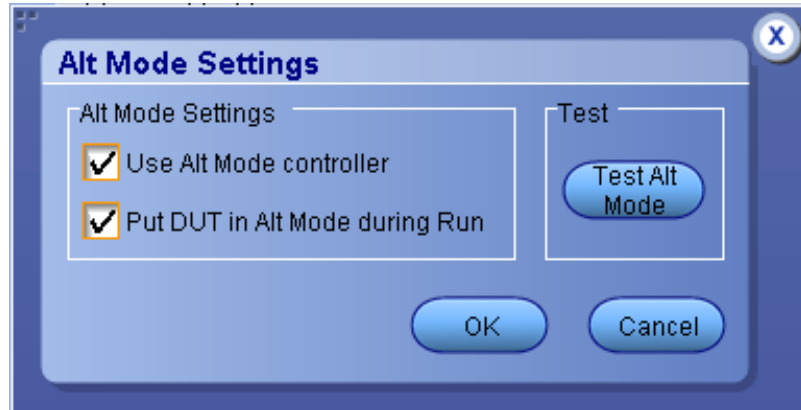 Alt Mode Settings
Alt Mode Settings
Use Alt Mode controller
Put DUT in Alt Mode during Run
Test
Test Alt
Mode
OK
Cancel
X